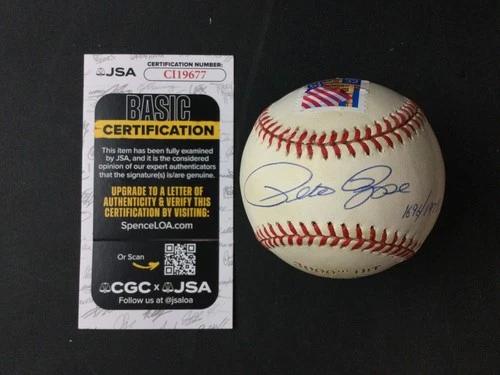 JSA
CERTIFICATION NUMBER:
CI19677
BASIC
CERTIFICATION
This item has been fully examined
by JSA, and it is the considered
opinion of our expert authenticators
that the signature(s) is/are genuine.
UPGRADE TO A LETTER OF
AUTHENTICITY & VERIFY THIS
CERTIFICATION BY VISITING:
SpenceLOA.com
Or Scan
CGC x JSA
Follow us at @jsaloa
Pete Rose
3000th HIT